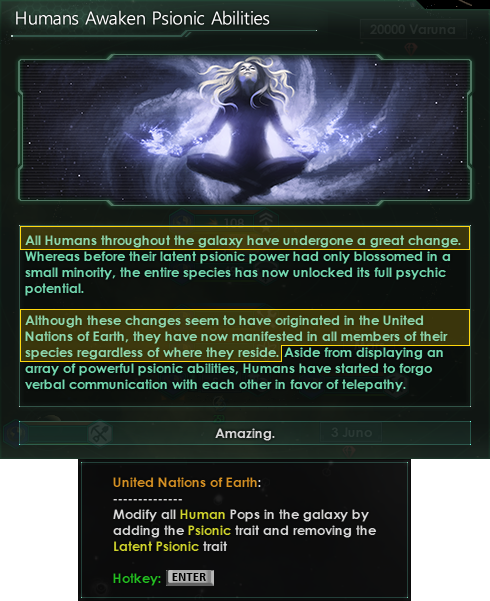 Humans Awaken Psionic Abilities
20000 Varuna
108
All Humans throughout the galaxy have undergone a great change.
Whereas before their latent psionic power had only blossomed in a
small minority, the entire species has now unlocked its full psychic
potential.
Although these changes seem to have originated in the United
Nations of Earth, they have now manifested in all members of their
species regardless of where they reside. Aside from displaying an
array of powerful psionic abilities, Humans have started to forgo
verbal communication with each other in favor of telepathy.
Amazing.
3 Juno
United Nations of Earth:
--------------
Modify all Human Pops in the galaxy by
adding the Psionic trait and removing the
Latent Psionic trait
Hotkey: ENTER